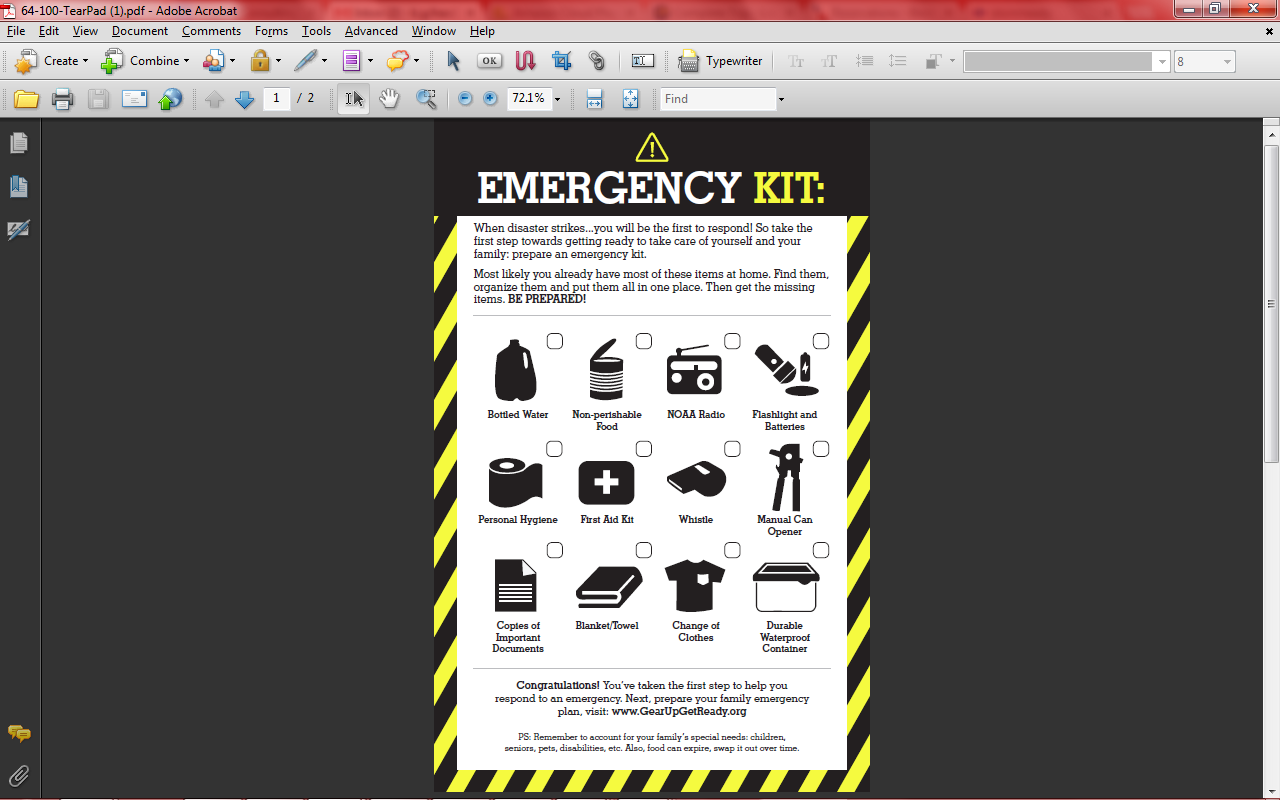 64-100-TearPad (1).pdf - Adobe Acrobat
File Edit View Document Comments Forms Tools Advanced Window Help
Create Combine OK Typewriter 8
1 / 2 72.1% Find
EMERGENCY KIT:
When disaster strikes...you will be the first to respond! So take the
first step towards getting ready to take care of yourself and your
family: prepare an emergency kit.
Most likely you already have most of these items at home. Find them,
organize them and put them all in one place. Then get the missing
items. BE PREPARED!
Bottled Water
Non-perishable
Food
NOAA Radio
Flashlight and
Batteries
Personal Hygiene
First Aid Kit
Whistle
Manual Can
Opener
Copies of
Important
Documents
Blanket/Towel
Change of
Clothes
Durable
Waterproof
Container
Congratulations! You've taken the first step to help you
respond to an emergency. Next, prepare your family emergency
plan, visit: www.GearUpGetReady.org
PS: Remember to account for your family's special needs: children,
seniors, pets, disabilities, etc. Also, food can expire, swap it out over time.